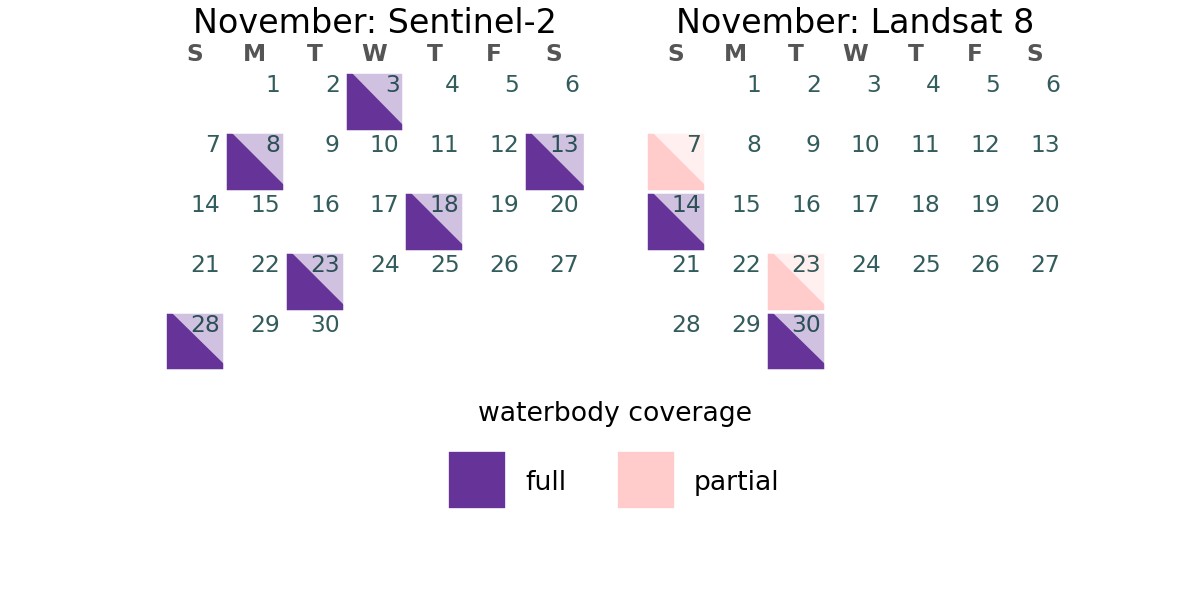 November: Sentinel-2
S M T W T F S
1 2 3 4 5 6
7 8 9 10 11 12 13
14 15 16 17 18 19 20
21 22 23 24 25 26 27
28 29 30
November: Landsat 8
S M T W T F S
1 2 3 4 5 6
7 8 9 10 11 12 13
14 15 16 17 18 19 20
21 22 23 24 25 26 27
28 29 30
waterbody coverage
full
partial